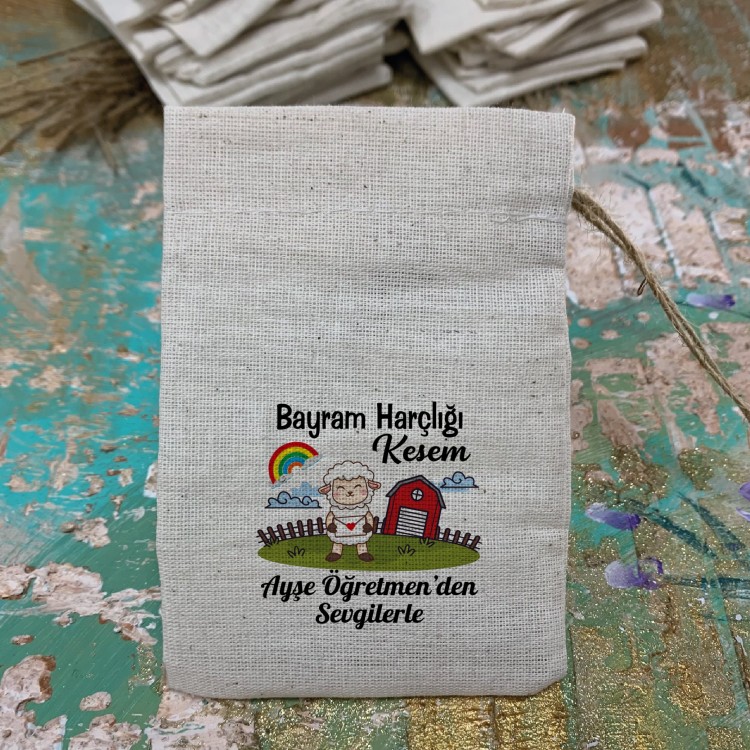 Bayram Harçlığı
Kesem
Ayşe Öğretmen'den
Sevgilerle